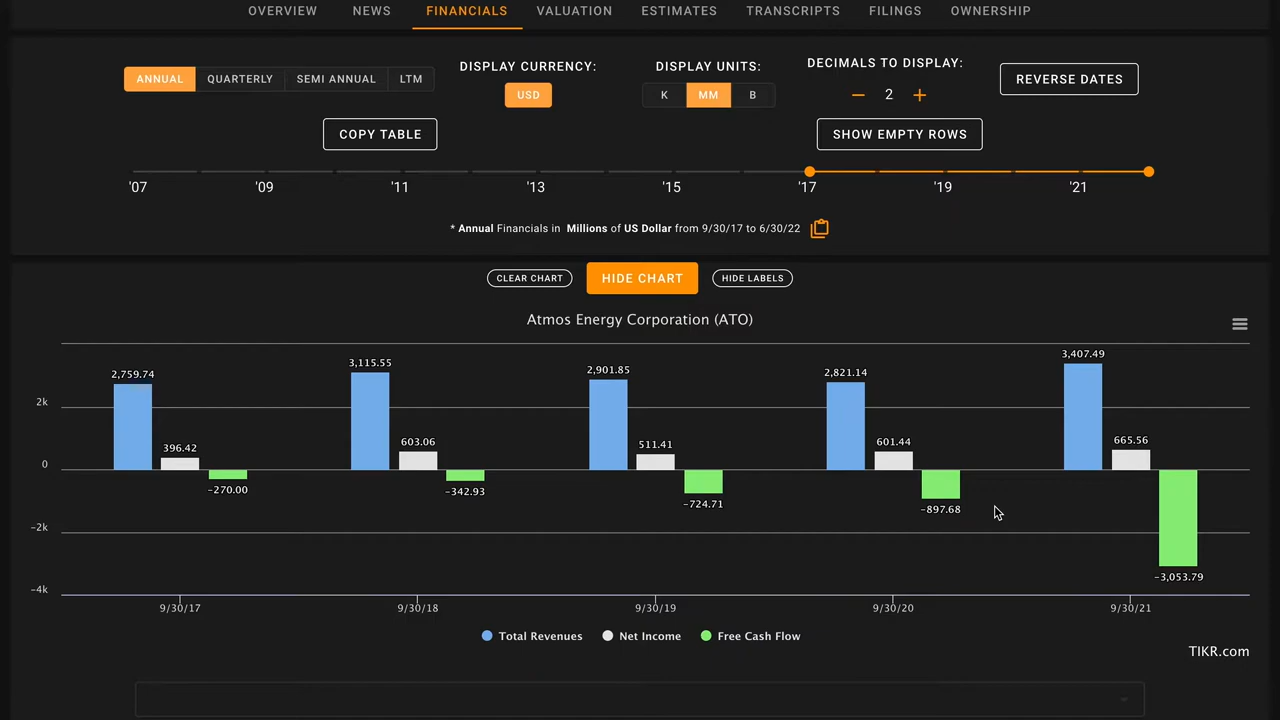 OVERVIEW NEWS FINANCIALS VALUATION ESTIMATES TRANSCRIPTS FILINGS OWNERSHIP
ANNUAL QUARTERLY SEMI ANNUAL LTM
DISPLAY CURRENCY:
USD
DISPLAY UNITS:
K MM B
DECIMALS TO DISPLAY:
− 2 +
REVERSE DATES
COPY TABLE
SHOW EMPTY ROWS
'07 '09 '11 '13 '15 '17 '19 '21
* Annual Financials in Millions of US Dollar from 9/30/17 to 6/30/22
CLEAR CHART HIDE CHART HIDE LABELS
Atmos Energy Corporation (ATO)
2k
0
-2k
-4k
2,759.74
396.42
-270.00
3,115.55
603.06
-342.93
2,901.85
511.41
-724.71
2,821.14
601.44
-897.68
3,407.49
665.56
-3,053.79
9/30/17 9/30/18 9/30/19 9/30/20 9/30/21
Total Revenues Net Income Free Cash Flow
TIKR.com